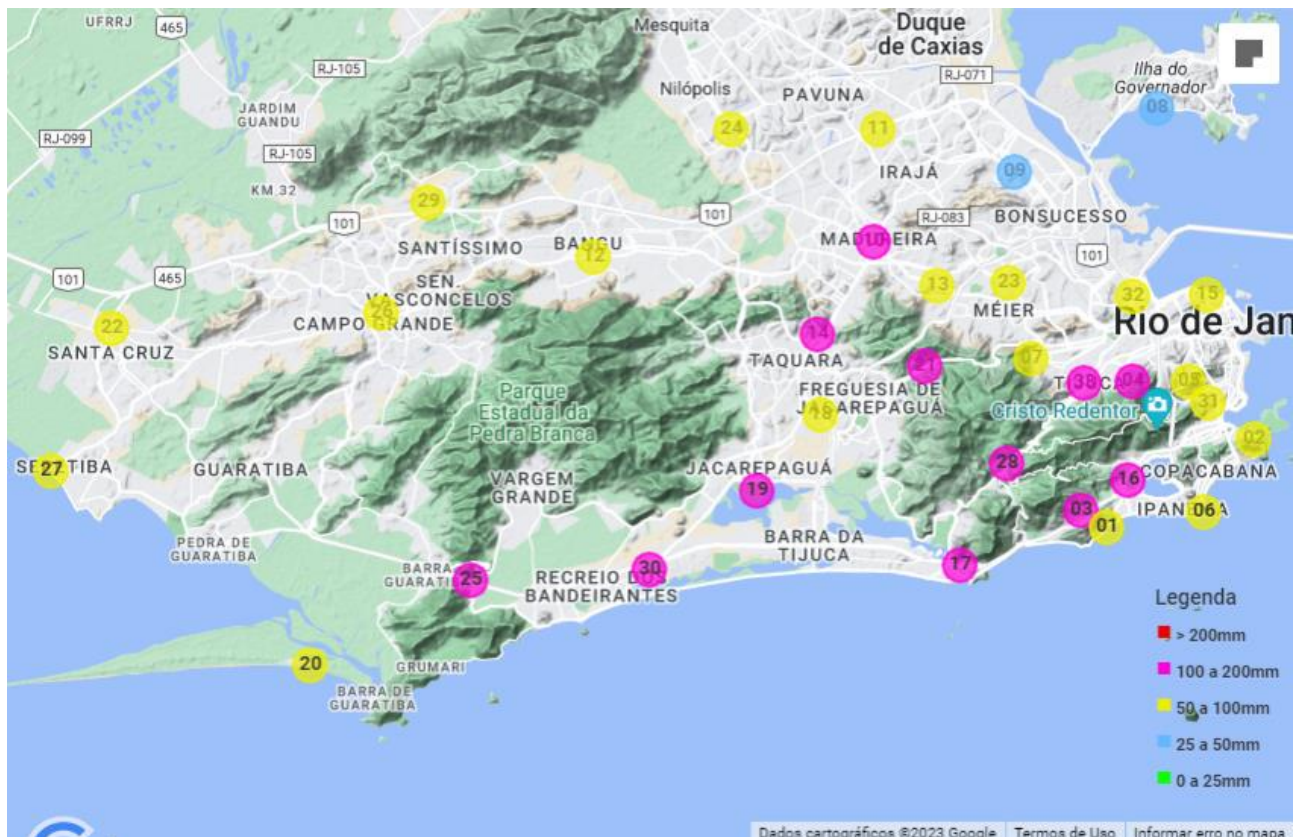 UFRRJ
465
Mesquita
Duque
de Caxias
RJ-105
RJ-071
Ilha do
Governador
Nilópolis
PAVUNA
08
JARDIM
GUANDU
24
11
RJ-099
RJ-105
IRAJÁ
09
KM 32
29
101
101
RJ-083
BONSUCESSO
SANTÍSSIMO
BANGU
12
MADUREIRA
10
101
101
465
SEN.
VASCONCELOS
13
23
32
15
26
CAMPO GRANDE
MÉIER
Rio de Jan
22
SANTA CRUZ
14
TAQUARA
21
07
38
04
05
FREGUESIA DE
JACAREPAGUÁ
18
31
Parque
Estadual da
Pedra Branca
Cristo Redentor
02
27
GUARATIBA
JACAREPAGUÁ
28
COPACABANA
VARGEM
GRANDE
19
16
03
01
IPANEMA
06
PEDRA DE
GUARATIBA
BARRA DA
TIJUCA
BARRA
25
30
17
RECREIO DOS
BANDEIRANTES
Legenda
> 200mm
100 a 200mm
50 a 100mm
25 a 50mm
0 a 25mm
20
GRUMARI
BARRA DE
GUARATIBA
Dados cartográficos ©2023 Google
Termos de Uso
Informar erro no mapa